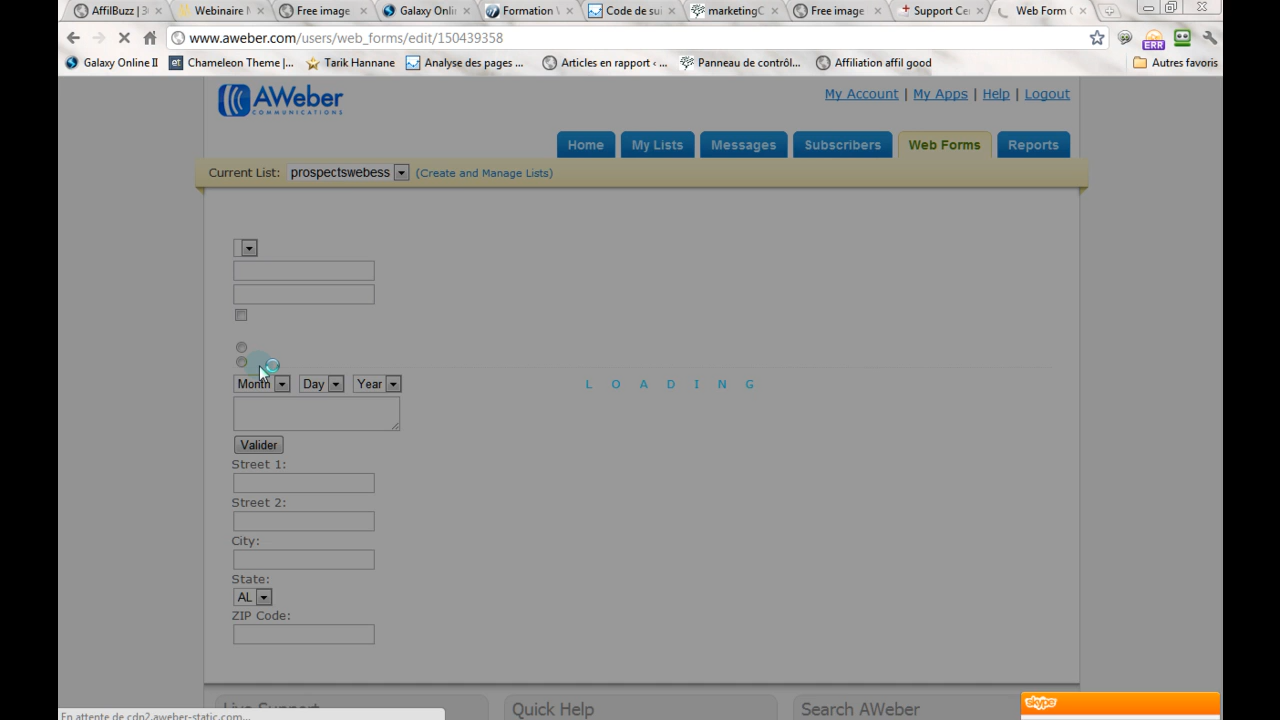 AffilBuzz | 3
Webinaire
Free image
Galaxy Onli
Formation
Code de sui
marketing
Free image
Support Ce
Web Form
www.aweber.com/users/web_forms/edit/150439358
ERR
Galaxy Online II
Chameleon Theme |...
Tarik Hannane
Analyse des pages ...
Articles en rapport ‹ ...
Panneau de contrôl...
Affiliation affil good
Autres favoris
AWeber
COMMUNICATIONS
My Account | My Apps | Help | Logout
Home
My Lists
Messages
Subscribers
Web Forms
Reports
Current List: prospectswebess (Create and Manage Lists)
Month Day Year
L O A D I N G
Valider
Street 1:
Street 2:
City:
State:
AL
ZIP Code:
Live Support
Quick Help
Search AWeber
skype
En attente de cdn2.aweber-static.com...